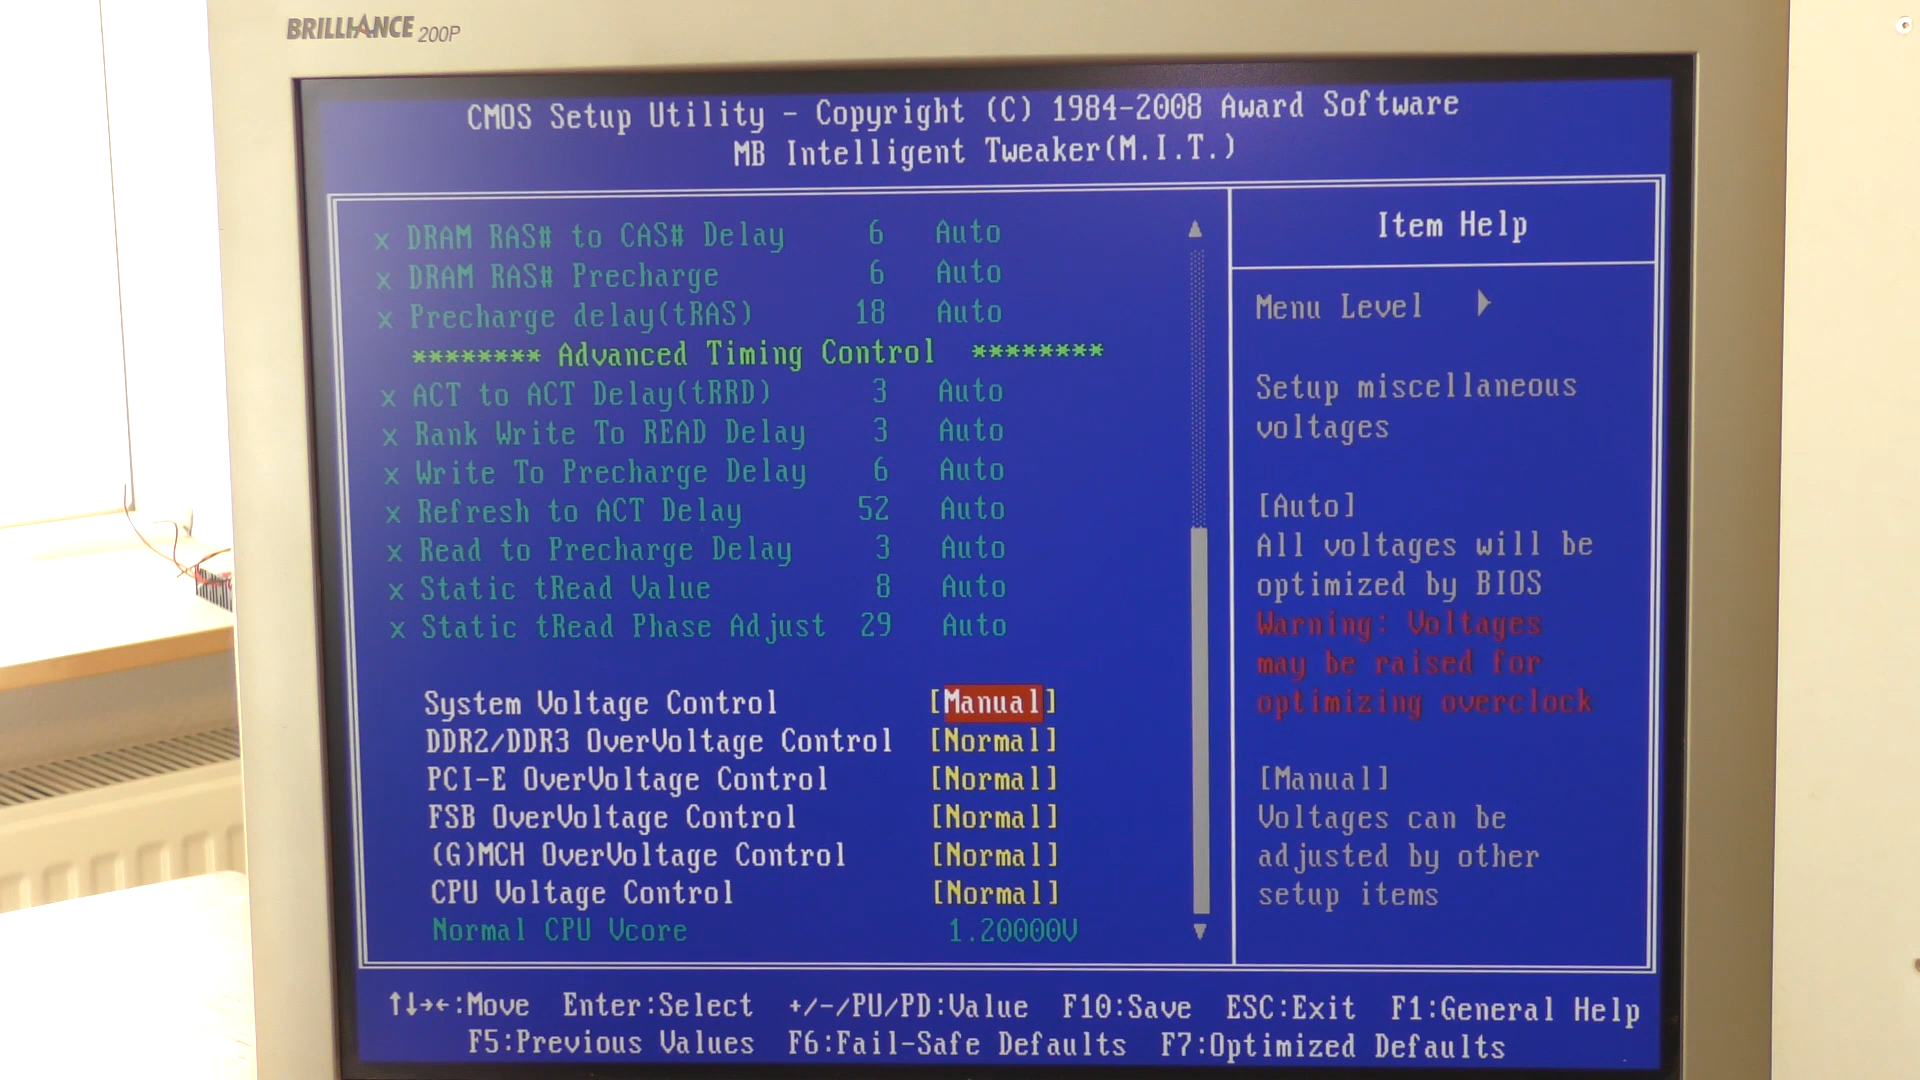 BRILLIANCE 200P
CMOS Setup Utility - Copyright (C) 1984-2008 Award Software
MB Intelligent Tweaker(M.I.T.)
x DRAM RAS# to CAS# Delay 6 Auto
x DRAM RAS# Precharge 6 Auto
x Precharge delay(tRAS) 18 Auto
******** Advanced Timing Control ********
x ACT to ACT Delay(tRRD) 3 Auto
x Rank Write To READ Delay 3 Auto
x Write To Precharge Delay 6 Auto
x Refresh to ACT Delay 52 Auto
x Read to Precharge Delay 3 Auto
x Static tRead Value 8 Auto
x Static tRead Phase Adjust 29 Auto
System Voltage Control [Manual]
DDR2/DDR3 OverVoltage Control [Normal]
PCI-E OverVoltage Control [Normal]
FSB OverVoltage Control [Normal]
(G)MCH OverVoltage Control [Normal]
CPU Voltage Control [Normal]
Normal CPU Vcore 1.20000V
Item Help
Menu Level
Setup miscellaneous
voltages
[Auto]
All voltages will be
optimized by BIOS
Warning: Voltages
may be raised for
optimizing overclock
[Manual]
Voltages can be
adjusted by other
setup items
↑↓→←:Move Enter:Select +/-/PU/PD:Value F10:Save ESC:Exit F1:General Help
F5:Previous Values F6:Fail-Safe Defaults F7:Optimized Defaults